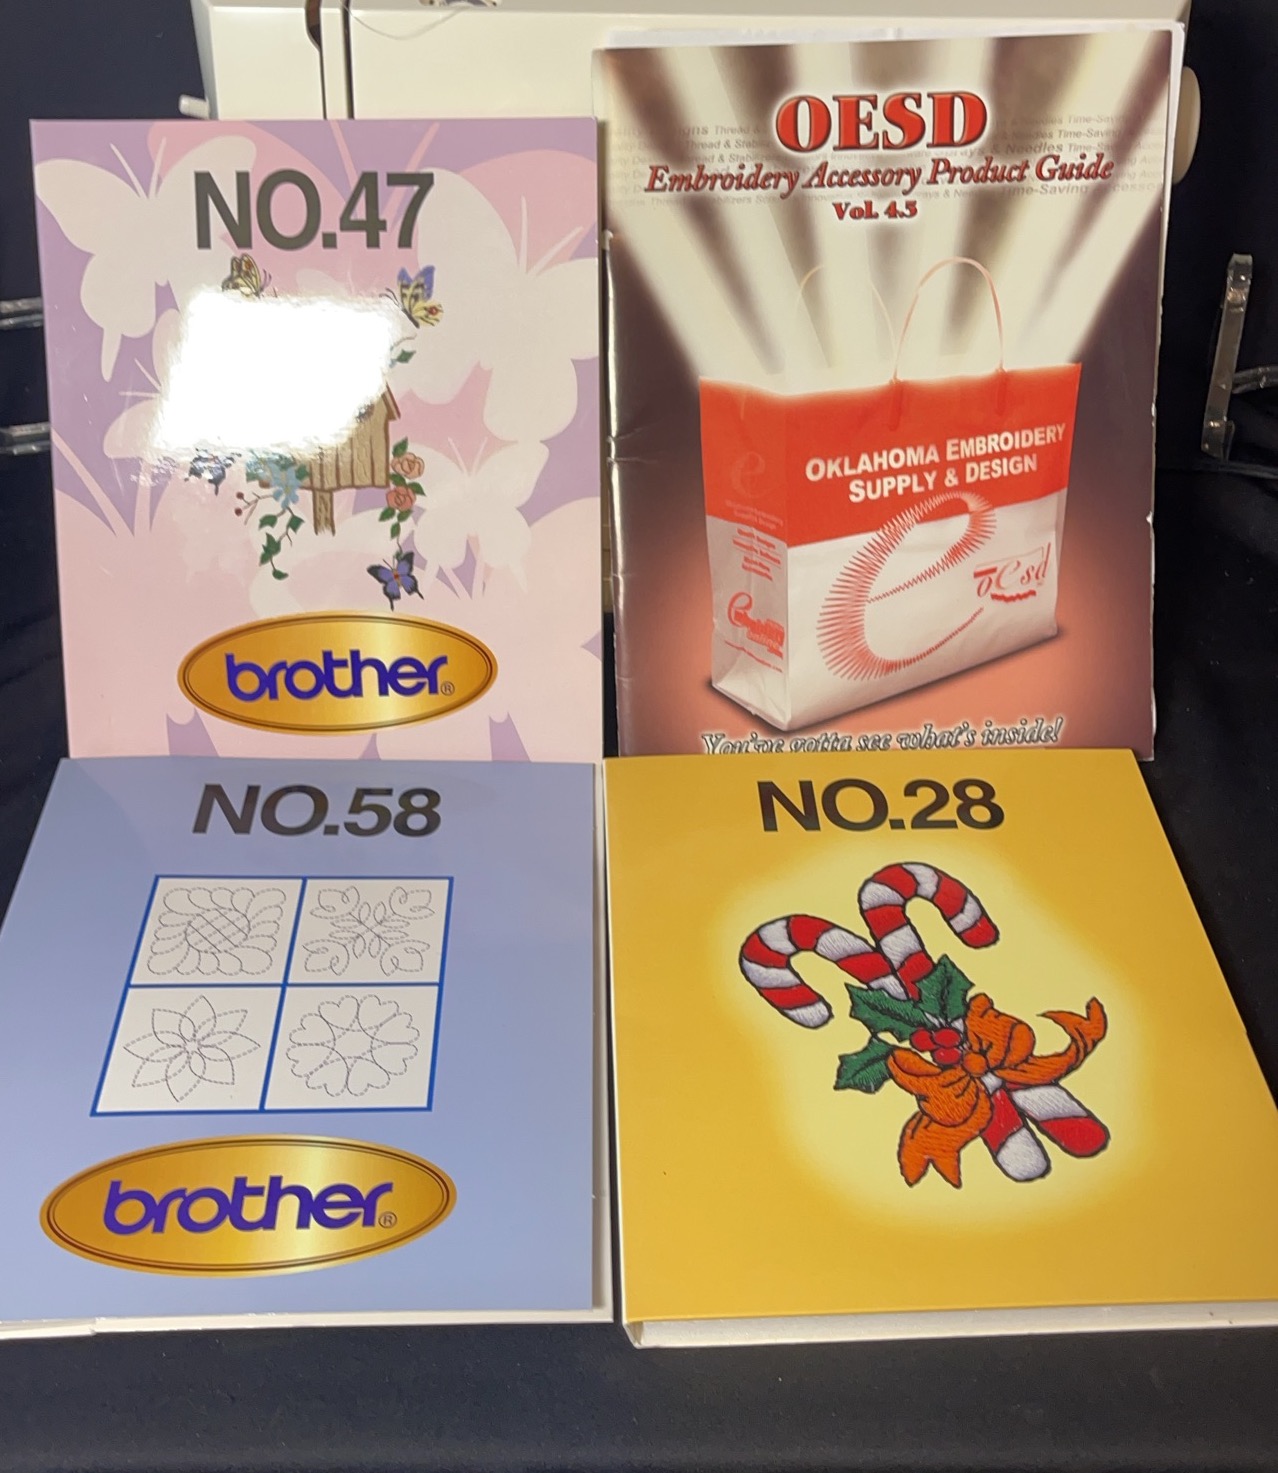 NO.47
brother®
OESD
Embroidery Accessory Product Guide
Vol. 4.5
OKLAHOMA EMBROIDERY
SUPPLY & DESIGN
oesd
You've gotta see what's inside!
NO.58
brother®
NO.28